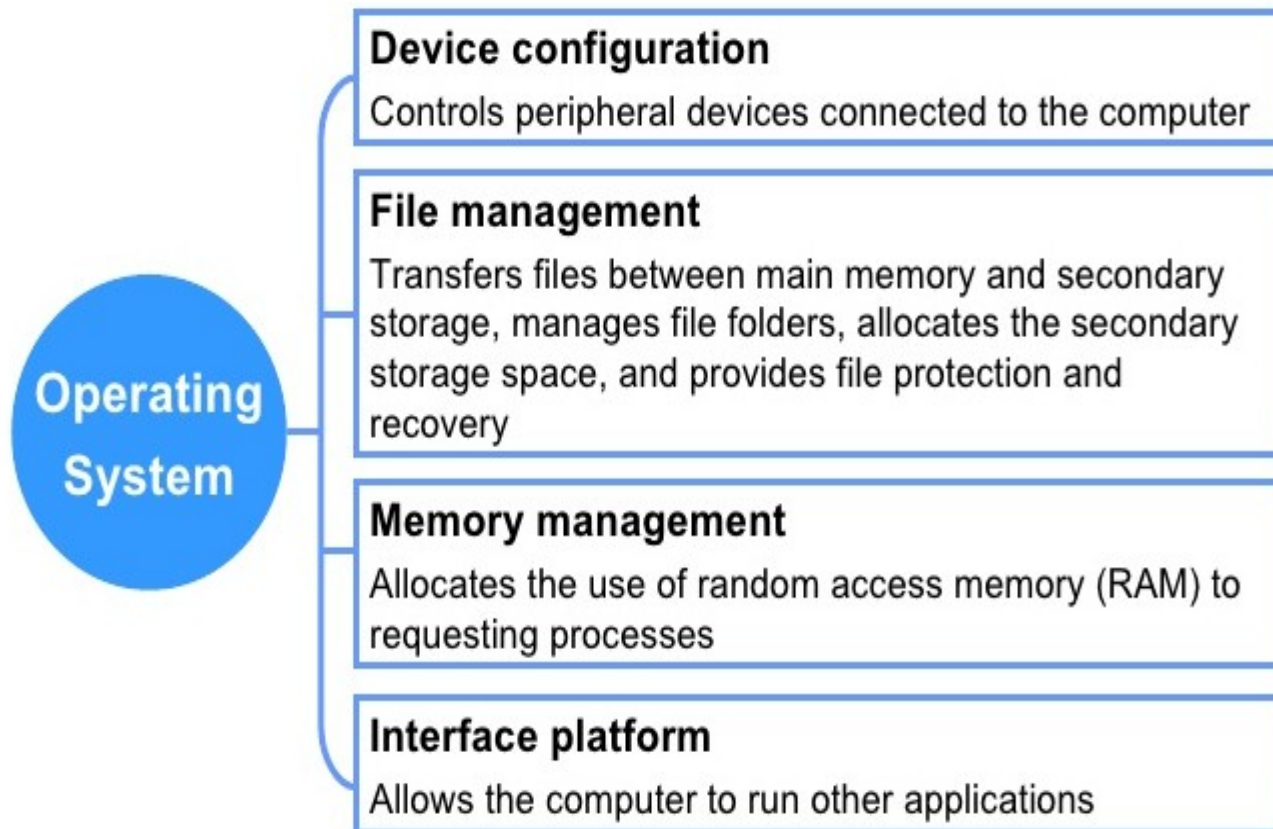 Operating
System
Device configuration
Controls peripheral devices connected to the computer
File management
Transfers files between main memory and secondary
storage, manages file folders, allocates the secondary
storage space, and provides file protection and
recovery
Memory management
Allocates the use of random access memory (RAM) to
requesting processes
Interface platform
Allows the computer to run other applications